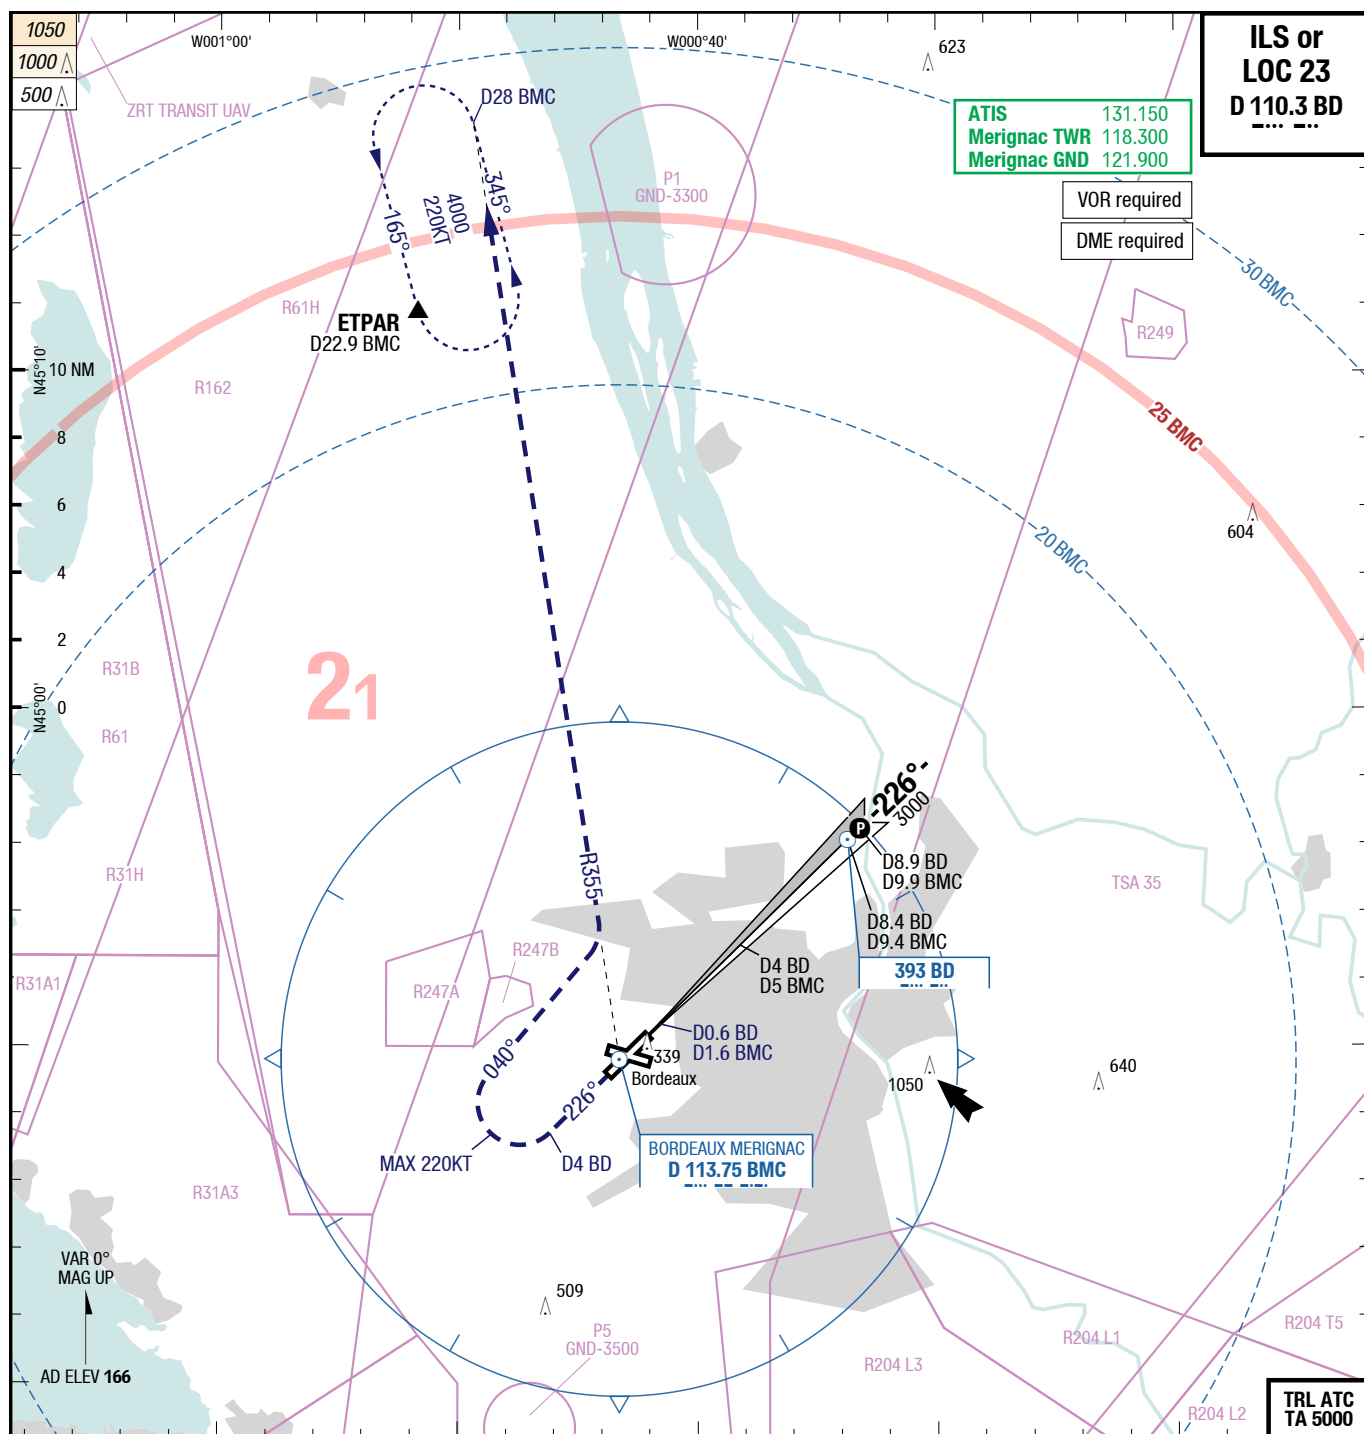 1050
1000
500
W001°00'
W000°40'
623
ILS or
LOC 23
D 110.3 BD
ZRT TRANSIT UAV
D28 BMC
ATIS 131.150
Merignac TWR 118.300
Merignac GND 121.900
VOR required
DME required
P1
GND-3300
345°
4000
220KT
165°
30 BMC
R61H
ETPAR
D22.9 BMC
R249
N45°10'
10 NM
R162
25 BMC
8
6
604
20 BMC
4
2
R31B
21
N45°00'
0
R61
-226°-
3000
P
R355
D8.9 BD
D9.9 BMC
R31H
TSA 35
D8.4 BD
D9.4 BMC
R247B
D4 BD
D5 BMC
393 BD
R31A1
R247A
D0.6 BD
D1.6 BMC
040°
339
Bordeaux
1050
640
226°
MAX 220KT
D4 BD
BORDEAUX MERIGNAC
D 113.75 BMC
R31A3
VAR 0°
MAG UP
509
P5
GND-3500
R204 L1
R204 T5
R204 L3
AD ELEV 166
R204 L2
TRL ATC
TA 5000